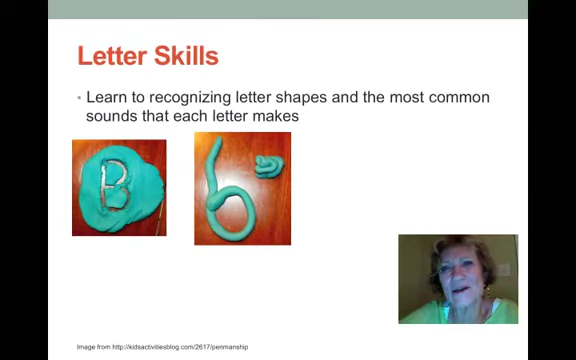 Letter Skills
▪ Learn to recognizing letter shapes and the most common
sounds that each letter makes
B
6
Image from http://kidsactivitiesblog.com/2617/penmanship